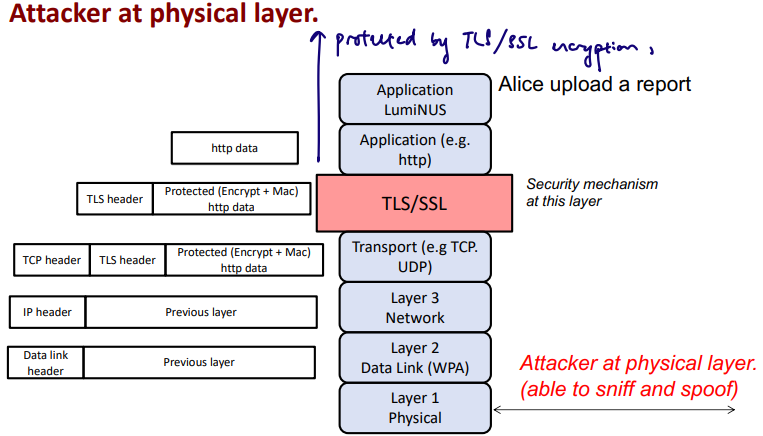 Attacker at physical layer.
protected by TLS/SSL encryption,
Application
LumiNUS
Alice upload a report
http data
Application (e.g.
http)
TLS header
Protected (Encrypt + Mac)
http data
TLS/SSL
Security mechanism
at this layer
TCP header
TLS header
Protected (Encrypt + Mac)
http data
Transport (e.g TCP.
UDP)
IP header
Previous layer
Layer 3
Network
Data link
header
Previous layer
Layer 2
Data Link (WPA)
Attacker at physical layer.
(able to sniff and spoof)
Layer 1
Physical